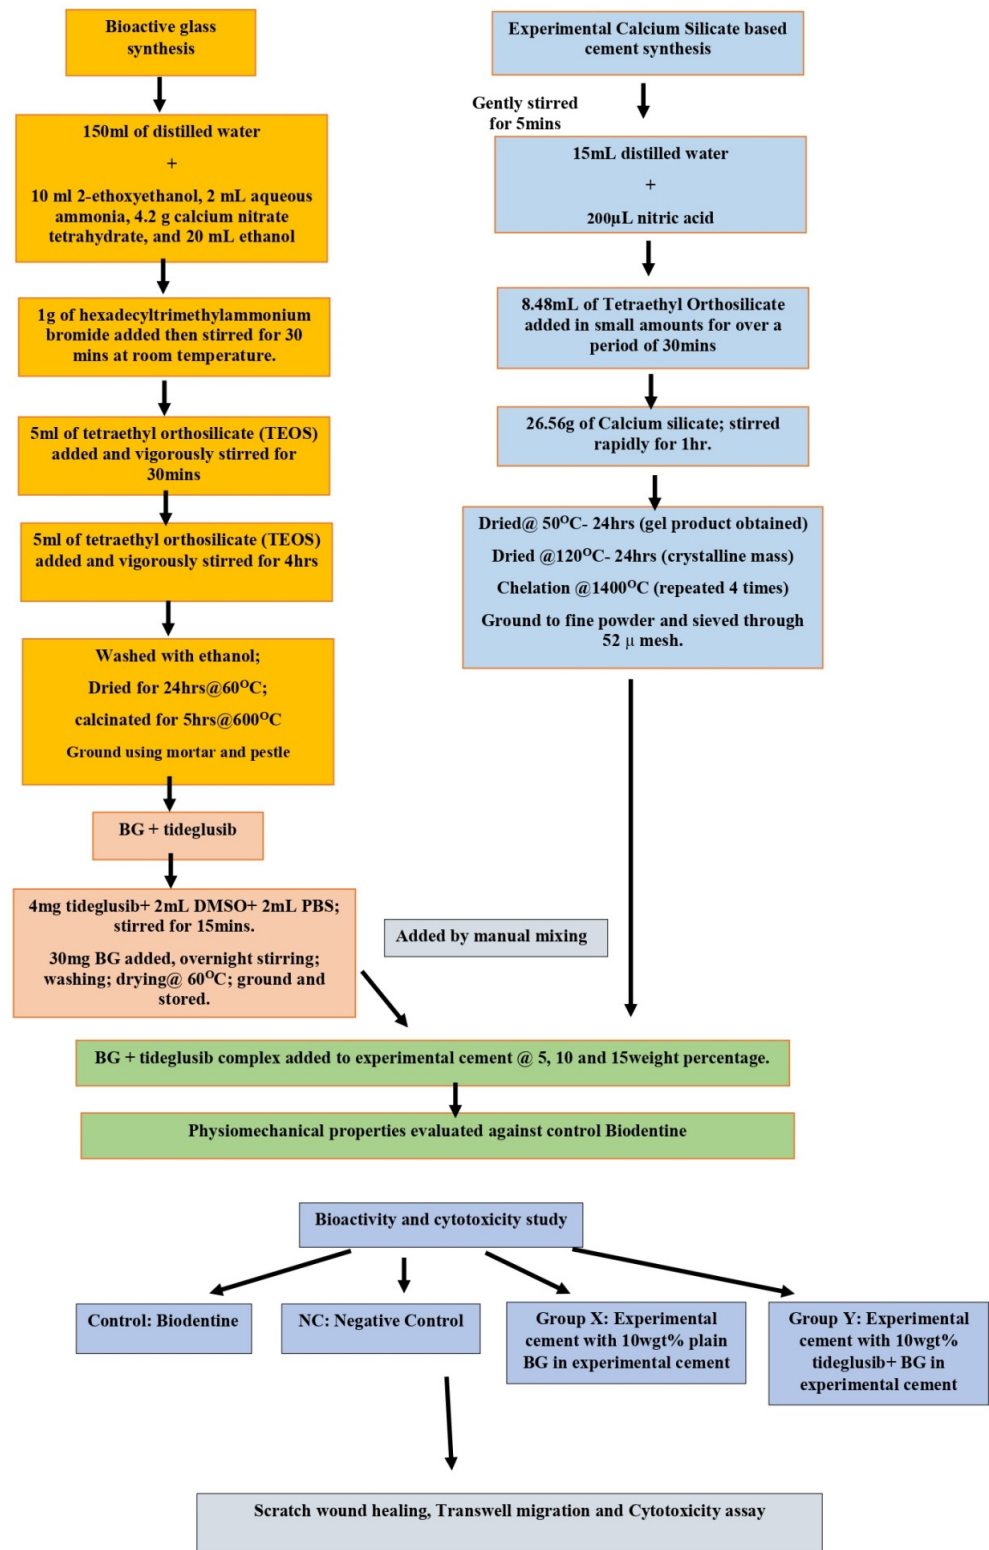 Bioactive glass
synthesis
150ml of distilled water
+
10 ml 2-ethoxyethanol, 2 mL aqueous
ammonia, 4.2 g calcium nitrate
tetrahydrate, and 20 mL ethanol
1g of hexadecyltrimethylammonium
bromide added then stirred for 30
mins at room temperature.
5ml of tetraethyl orthosilicate (TEOS)
added and vigorously stirred for
30mins
5ml of tetraethyl orthosilicate (TEOS)
added and vigorously stirred for 4hrs
Washed with ethanol;
Dried for 24hrs@60⁰C;
calcinated for 5hrs@600⁰C
Ground using mortar and pestle
BG + tideglusib
4mg tideglusib+ 2mL DMSO+ 2mL PBS;
stirred for 15mins.
30mg BG added, overnight stirring;
washing; drying@ 60⁰C; ground and
stored.
Experimental Calcium Silicate based
cement synthesis
Gently stirred
for 5mins
15mL distilled water
+
200µL nitric acid
8.48mL of Tetraethyl Orthosilicate
added in small amounts for over a
period of 30mins
26.56g of Calcium silicate; stirred
rapidly for 1hr.
Dried@ 50⁰C- 24hrs (gel product obtained)
Dried @120⁰C- 24hrs (crystalline mass)
Chelation @1400⁰C (repeated 4 times)
Ground to fine powder and sieved through
52 µ mesh.
Added by manual mixing
BG + tideglusib complex added to experimental cement @ 5, 10 and 15weight percentage.
Physiomechanical properties evaluated against control Biodentine
Bioactivity and cytotoxicity study
Control: Biodentine
NC: Negative Control
Group X: Experimental
cement with 10wgt% plain
BG in experimental cement
Group Y: Experimental
cement with 10wgt%
tideglusib+ BG in
experimental cement
Scratch wound healing, Transwell migration and Cytotoxicity assay